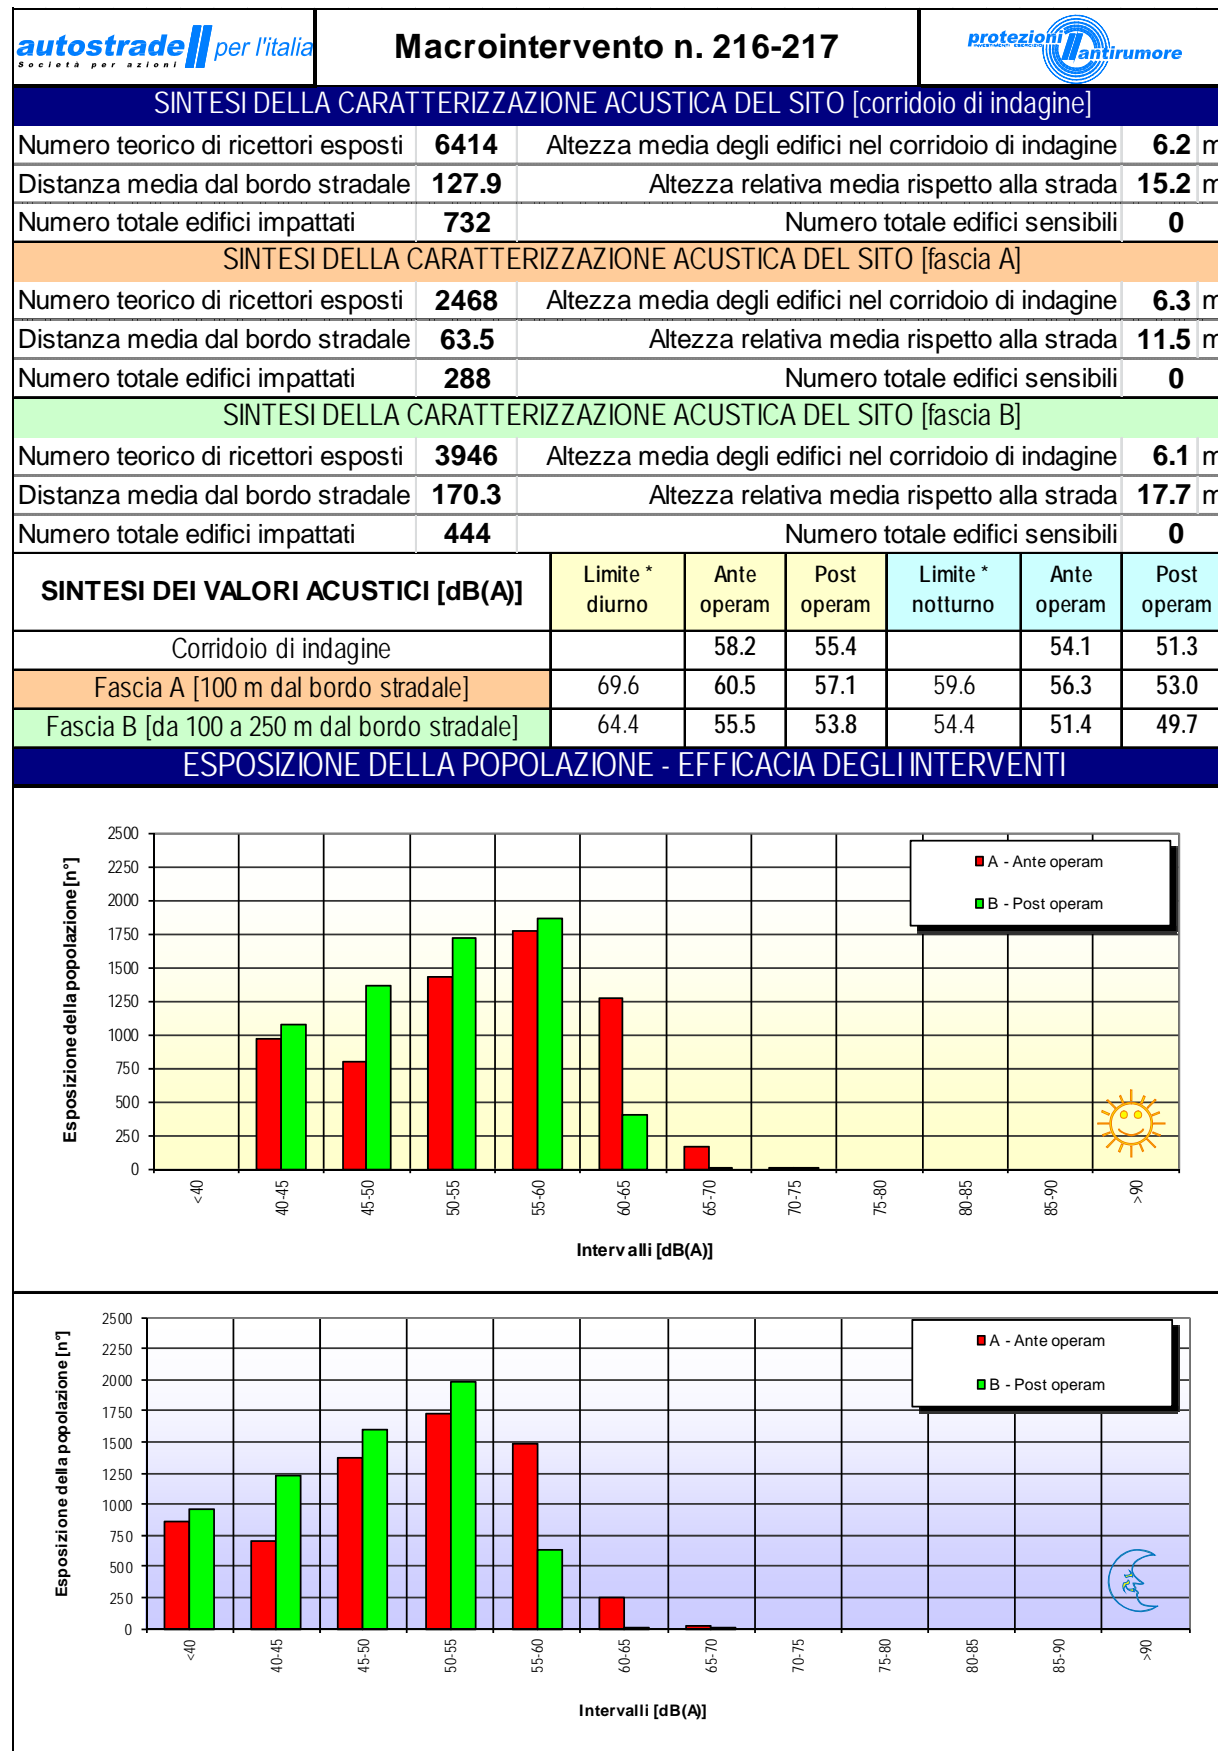 autostrade per l'italia
Società per azioni
Macrointervento n. 216-217
protezioni
INVESTIMENTI ESERCIZIO
antirumore
SINTESI DELLA CARATTERIZZAZIONE ACUSTICA DEL SITO [corridoio di indagine]
Numero teorico di ricettori esposti 6414 Altezza media degli edifici nel corridoio di indagine 6.2 m
Distanza media dal bordo stradale 127.9 Altezza relativa media rispetto alla strada 15.2 m
Numero totale edifici impattati 732 Numero totale edifici sensibili 0
SINTESI DELLA CARATTERIZZAZIONE ACUSTICA DEL SITO [fascia A]
Numero teorico di ricettori esposti 2468 Altezza media degli edifici nel corridoio di indagine 6.3 m
Distanza media dal bordo stradale 63.5 Altezza relativa media rispetto alla strada 11.5 m
Numero totale edifici impattati 288 Numero totale edifici sensibili 0
SINTESI DELLA CARATTERIZZAZIONE ACUSTICA DEL SITO [fascia B]
Numero teorico di ricettori esposti 3946 Altezza media degli edifici nel corridoio di indagine 6.1 m
Distanza media dal bordo stradale 170.3 Altezza relativa media rispetto alla strada 17.7 m
Numero totale edifici impattati 444 Numero totale edifici sensibili 0
SINTESI DEI VALORI ACUSTICI [dB(A)] Limite * diurno Ante operam Post operam Limite * notturno Ante operam Post operam
Corridoio di indagine 58.2 55.4 54.1 51.3
Fascia A [100 m dal bordo stradale] 69.6 60.5 57.1 59.6 56.3 53.0
Fascia B [da 100 a 250 m dal bordo stradale] 64.4 55.5 53.8 54.4 51.4 49.7
ESPOSIZIONE DELLA POPOLAZIONE - EFFICACIA DEGLI INTERVENTI
Esposizione della popolazione [n°]
2500
2250
2000
1750
1500
1250
1000
750
500
250
0
A - Ante operam
B - Post operam
<40 40-45 45-50 50-55 55-60 60-65 65-70 70-75 75-80 80-85 85-90 >90
Intervalli [dB(A)]
Esposizione della popolazione [n°]
2500
2250
2000
1750
1500
1250
1000
750
500
250
0
A - Ante operam
B - Post operam
<40 40-45 45-50 50-55 55-60 60-65 65-70 70-75 75-80 80-85 85-90 >90
Intervalli [dB(A)]